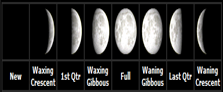 New
Waxing
Crescent
1st Qtr
Waxing
Gibbous
Full
Waning
Gibbous
Last Qtr
Waning
Crescent